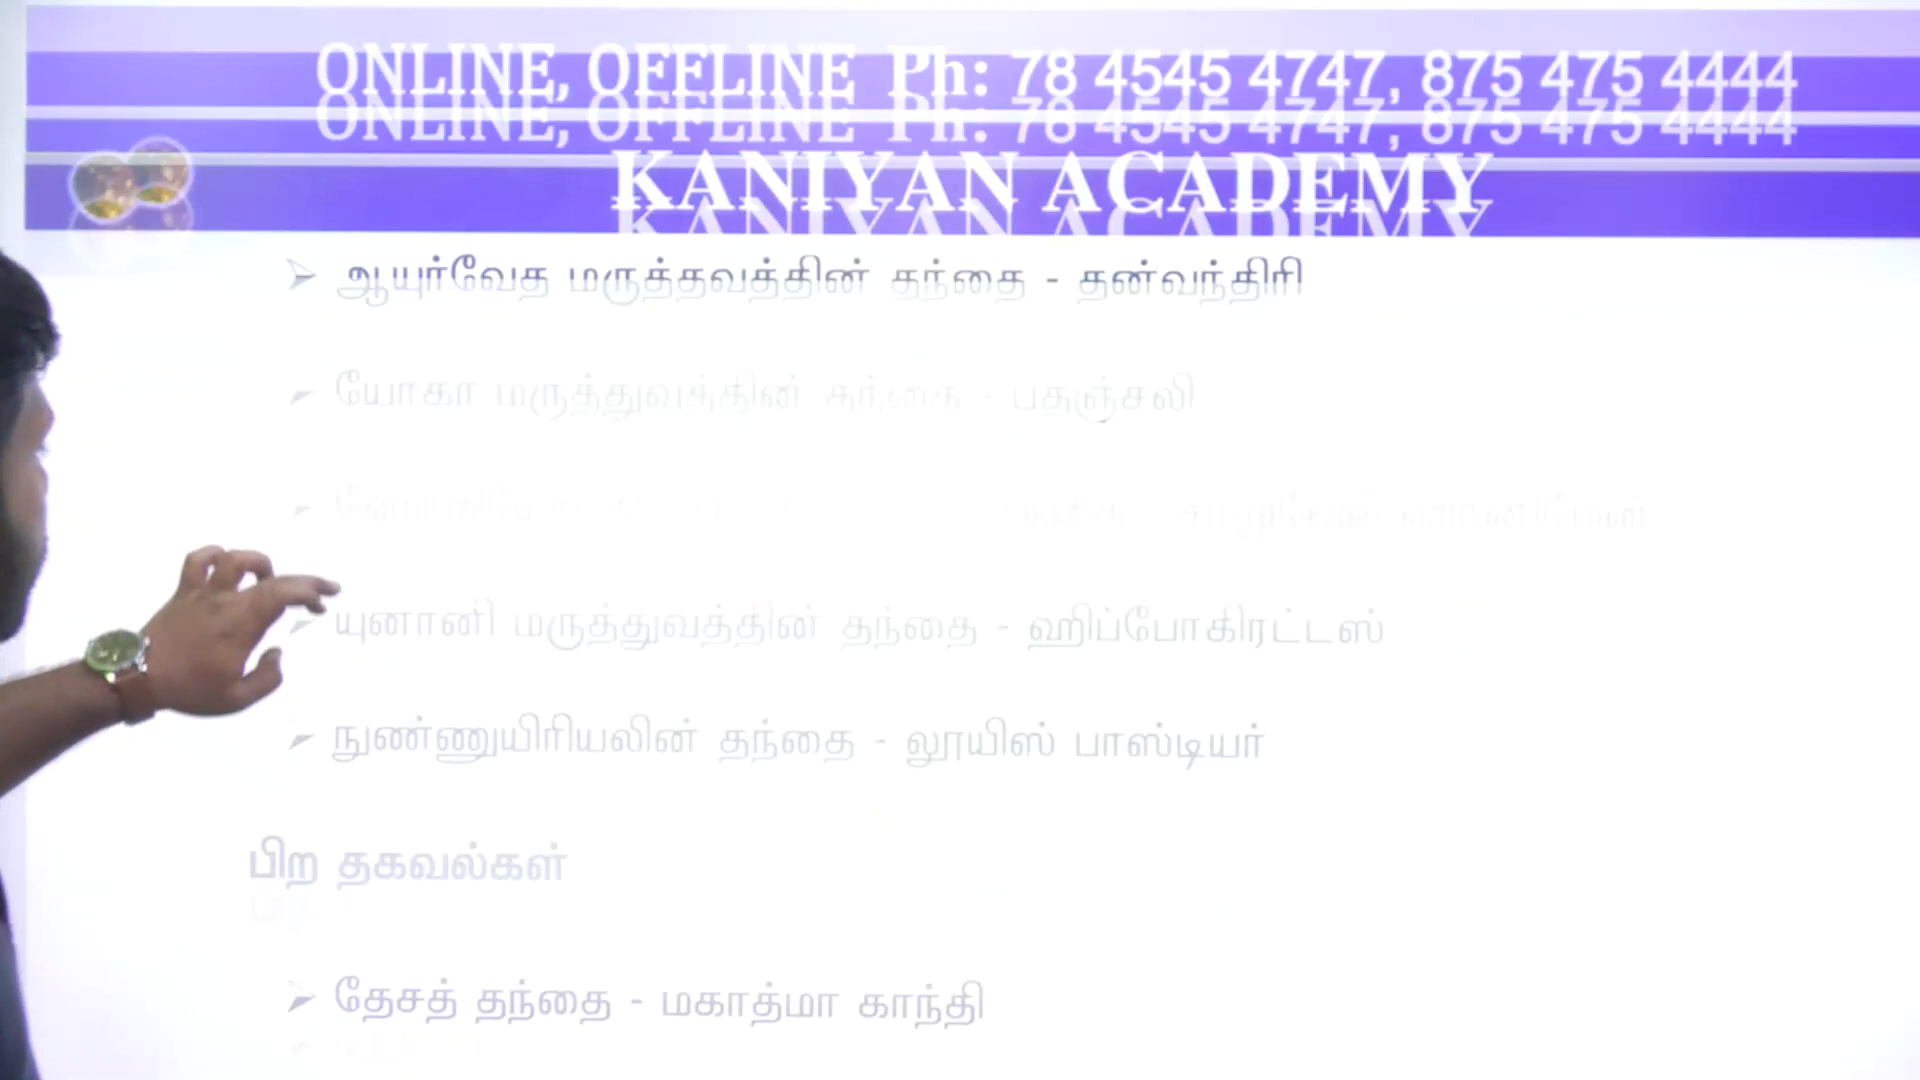 ONLINE, OFFLINE Ph: 78 4545 4747, 875 475 4444
KANIYAN ACADEMY
ஆயுர்வேத மருத்தவத்தின் தந்தை - தன்வந்திரி
யோகா மருத்துவத்தின் தந்தை - பதஞ்சலி
யுனானி மருத்துவத்தின் தந்தை - ஹிப்போகிரட்டஸ்
நுண்ணுயிரியலின் தந்தை - லூயிஸ் பாஸ்டியர்
பிற தகவல்கள்
தேசத் தந்தை - மகாத்மா காந்தி